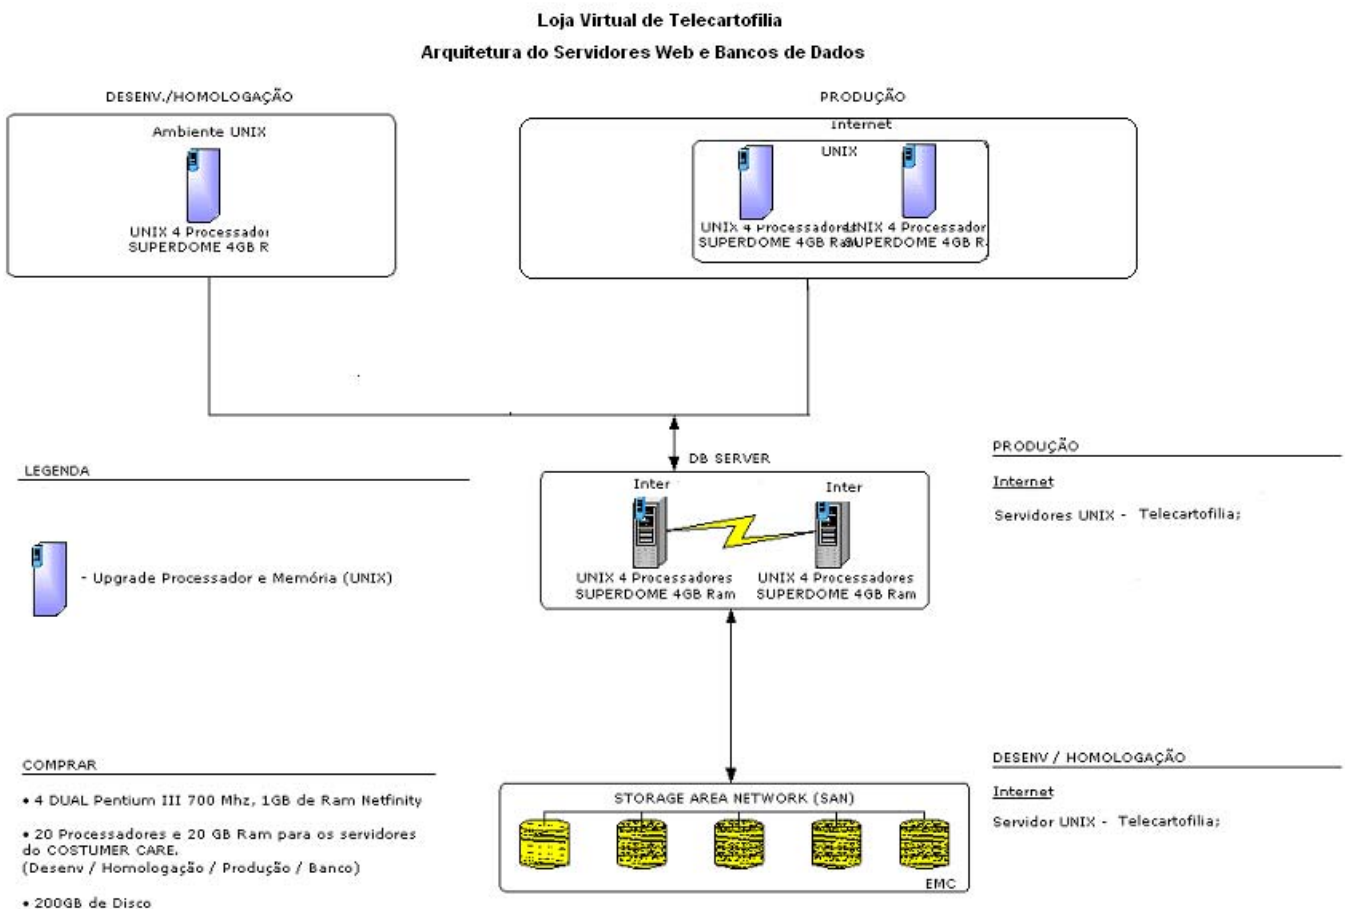 Loja Virtual de Telecartofilia
Arquitetura do Servidores Web e Bancos de Dados
DESENV./HOMOLOGAÇÃO
Ambiente UNIX
UNIX 4 Processador
SUPERDOME 4GB R
PRODUÇÃO
Internet
UNIX
UNIX 4 Processadores
SUPERDOME 4GB Ram
UNIX 4 Processador
SUPERDOME 4GB R
DB SERVER
Inter
Inter
UNIX 4 Processadores
SUPERDOME 4GB Ram
UNIX 4 Processadores
SUPERDOME 4GB Ram
LEGENDA
- Upgrade Processador e Memória (UNIX)
PRODUÇÃO
Internet
Servidores UNIX - Telecartofilia;
COMPRAR
• 4 DUAL Pentium III 700 Mhz, 1GB de Ram Netfinity
• 20 Processadores e 20 GB Ram para os servidores
do COSTUMER CARE.
(Desenv / Homologação / Produção / Banco)
• 200GB de Disco
STORAGE AREA NETWORK (SAN)
EMC
DESENV / HOMOLOGAÇÃO
Internet
Servidor UNIX - Telecartofilia;